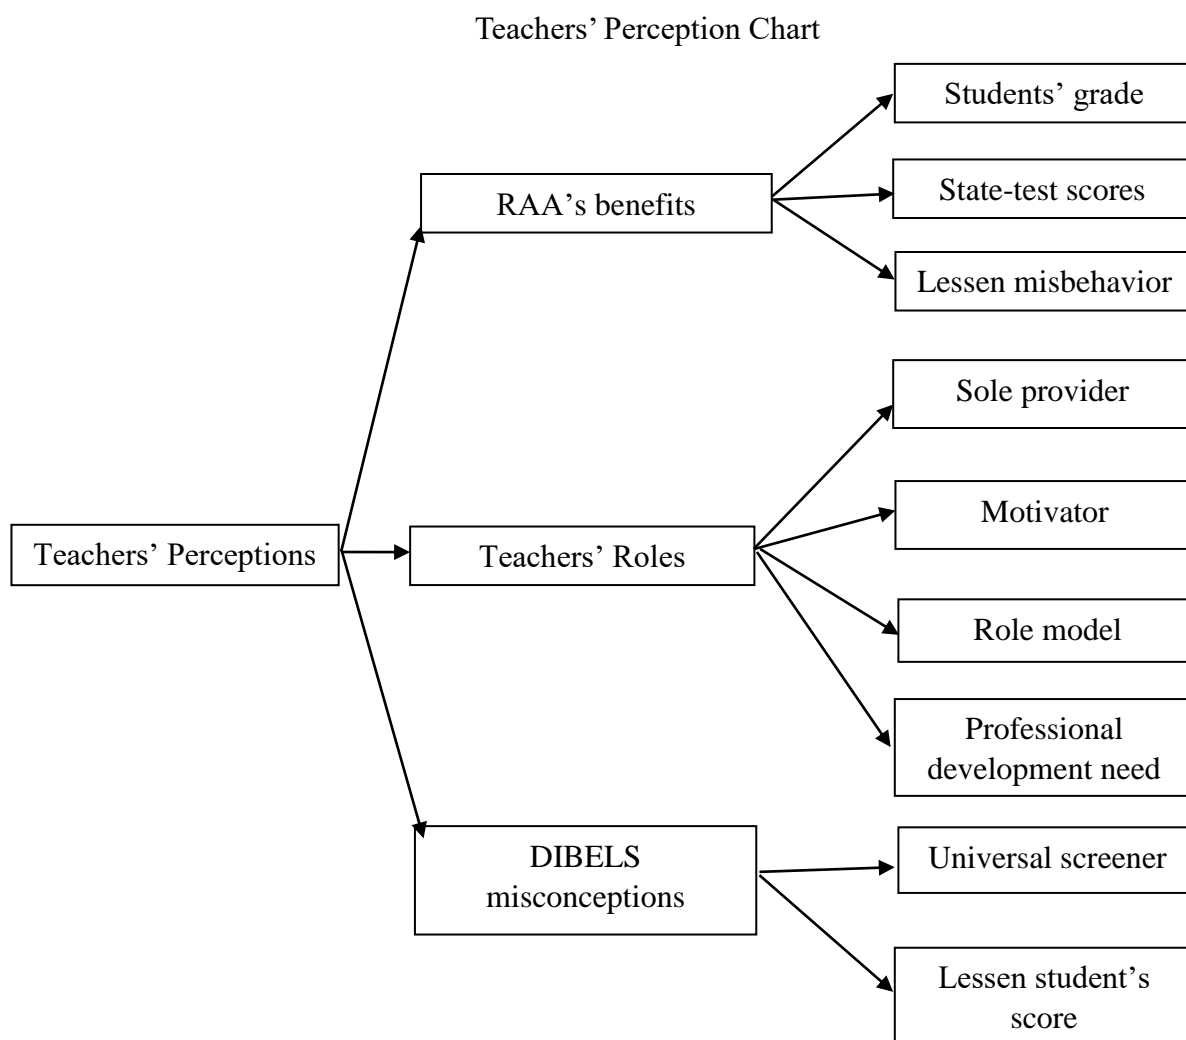 Teachers’ Perception Chart
Students’ grade
RAA’s benefits
State-test scores
Lessen misbehavior
Sole provider
Motivator
Teachers’ Perceptions
Teachers’ Roles
Role model
Professional
development need
DIBELS
misconceptions
Universal screener
Lessen student’s
score